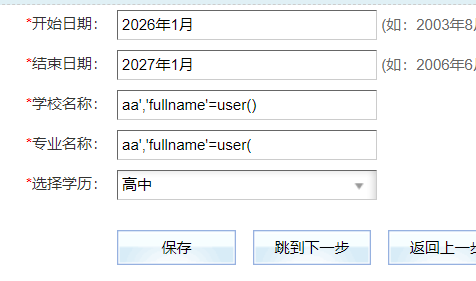 *开始日期: 2026年1月 (如: 2003年8月
*结束日期: 2027年1月 (如: 2006年6月
*学校名称: aa','fullname'=user()
*专业名称: aa','fullname'=user(
*选择学历: 高中
保存 跳到下一步 返回上一步